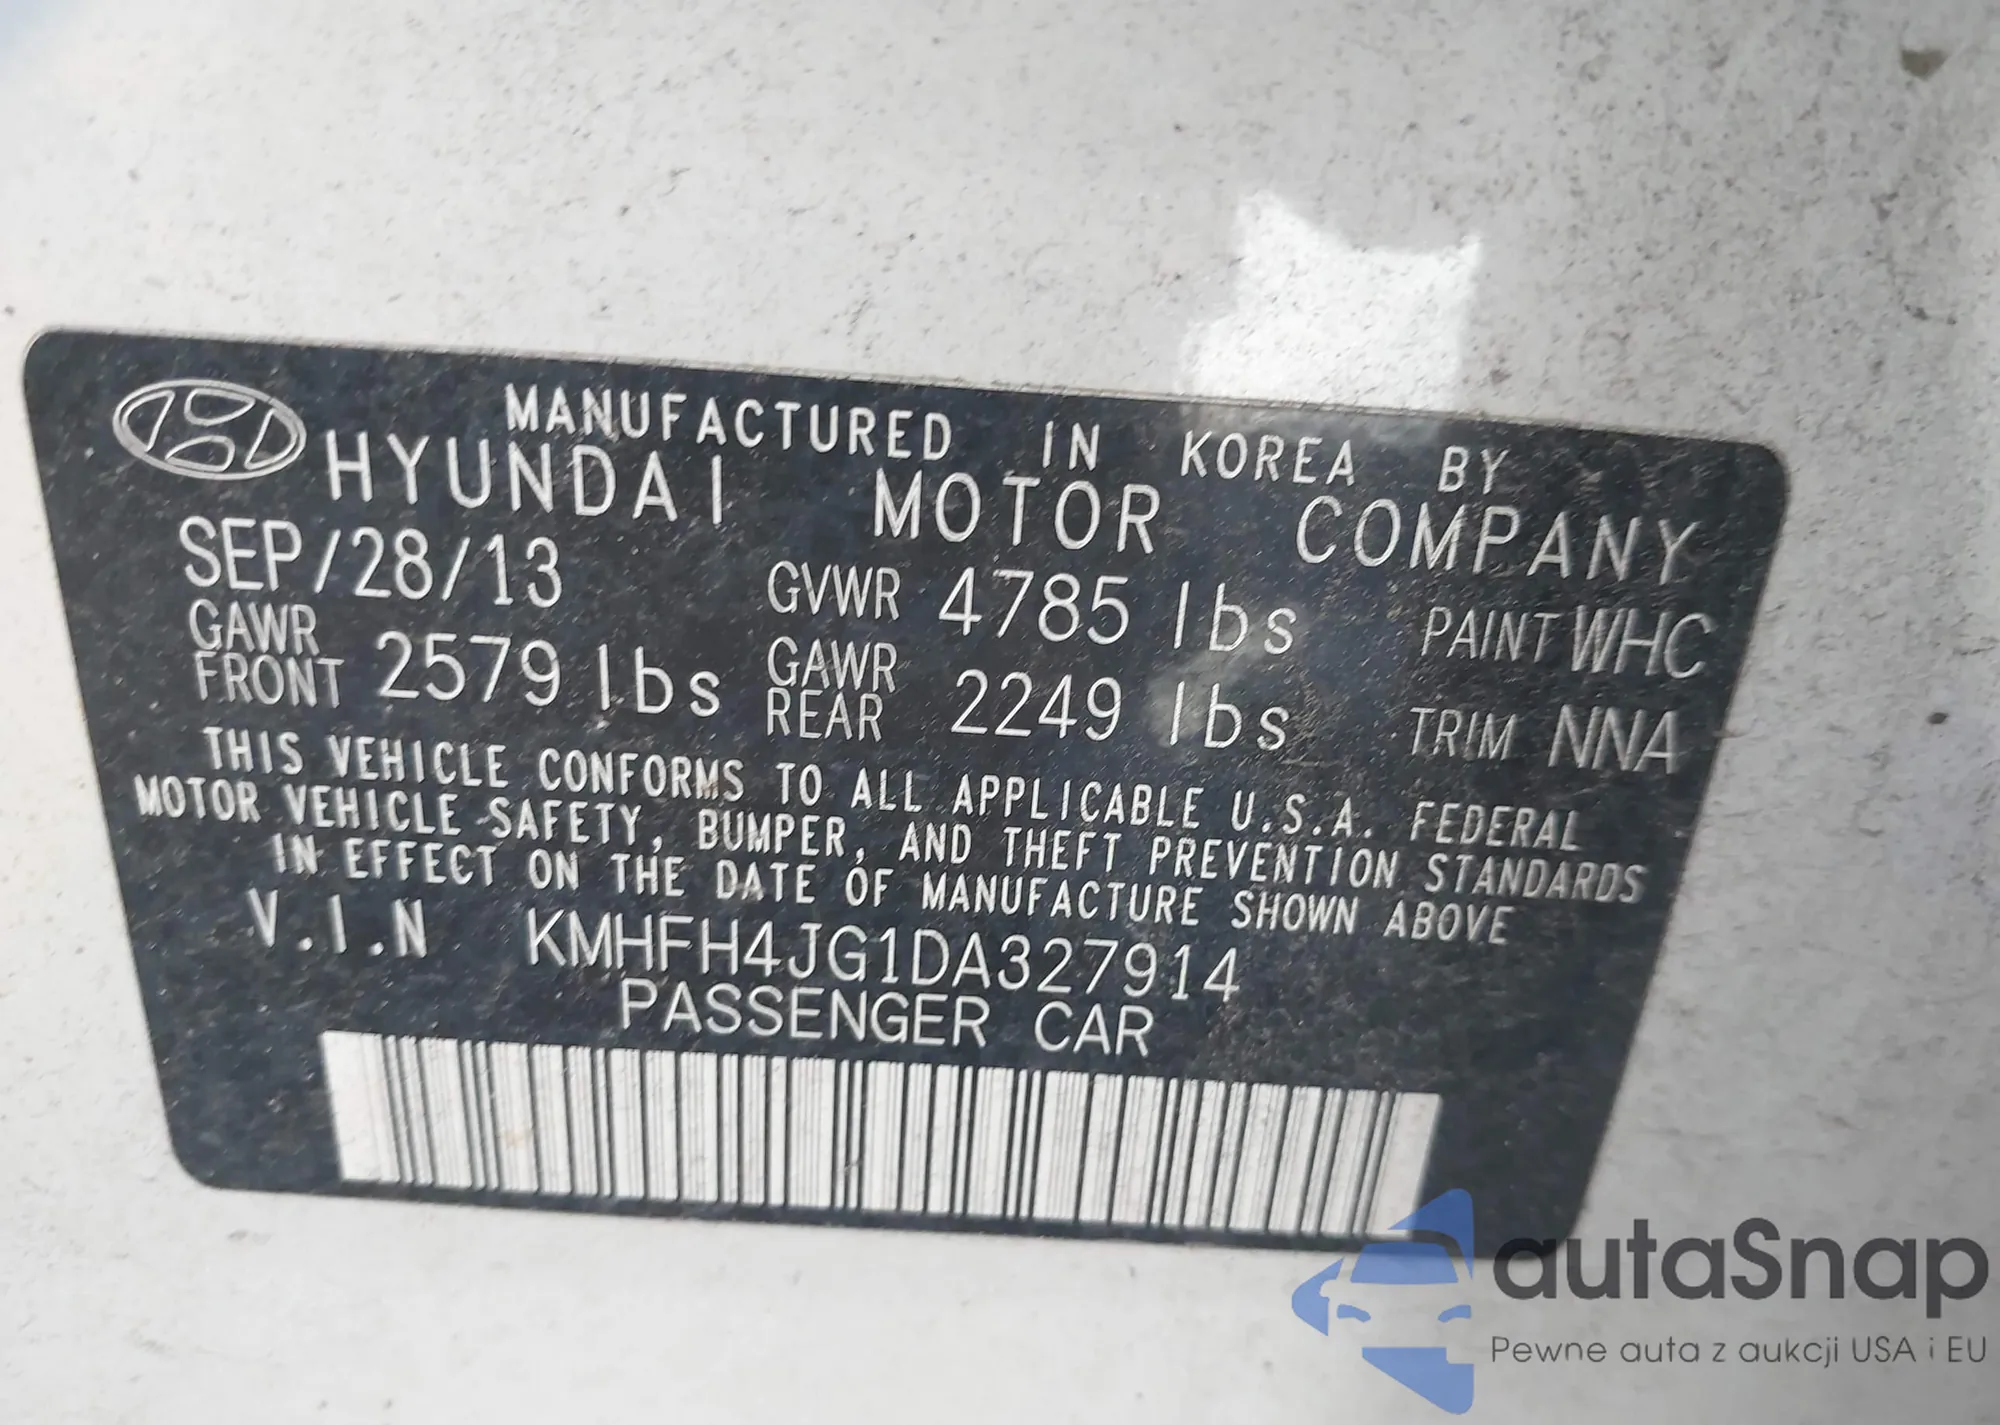 MANUFACTURED IN KOREA BY
HYUNDAI MOTOR COMPANY
SEP/28/13 GVWR 4785 lbs PAINT WHC
GAWR FRONT 2579 lbs GAWR REAR 2249 lbs TRIM NNA
THIS VEHICLE CONFORMS TO ALL APPLICABLE U.S.A. FEDERAL
MOTOR VEHICLE SAFETY, BUMPER, AND THEFT PREVENTION STANDARDS
IN EFFECT ON THE DATE OF MANUFACTURE SHOWN ABOVE
V.I.N KMHFH4JG1DA327914
PASSENGER CAR
autaSnap
Pewne auta z aukcji USA i EU